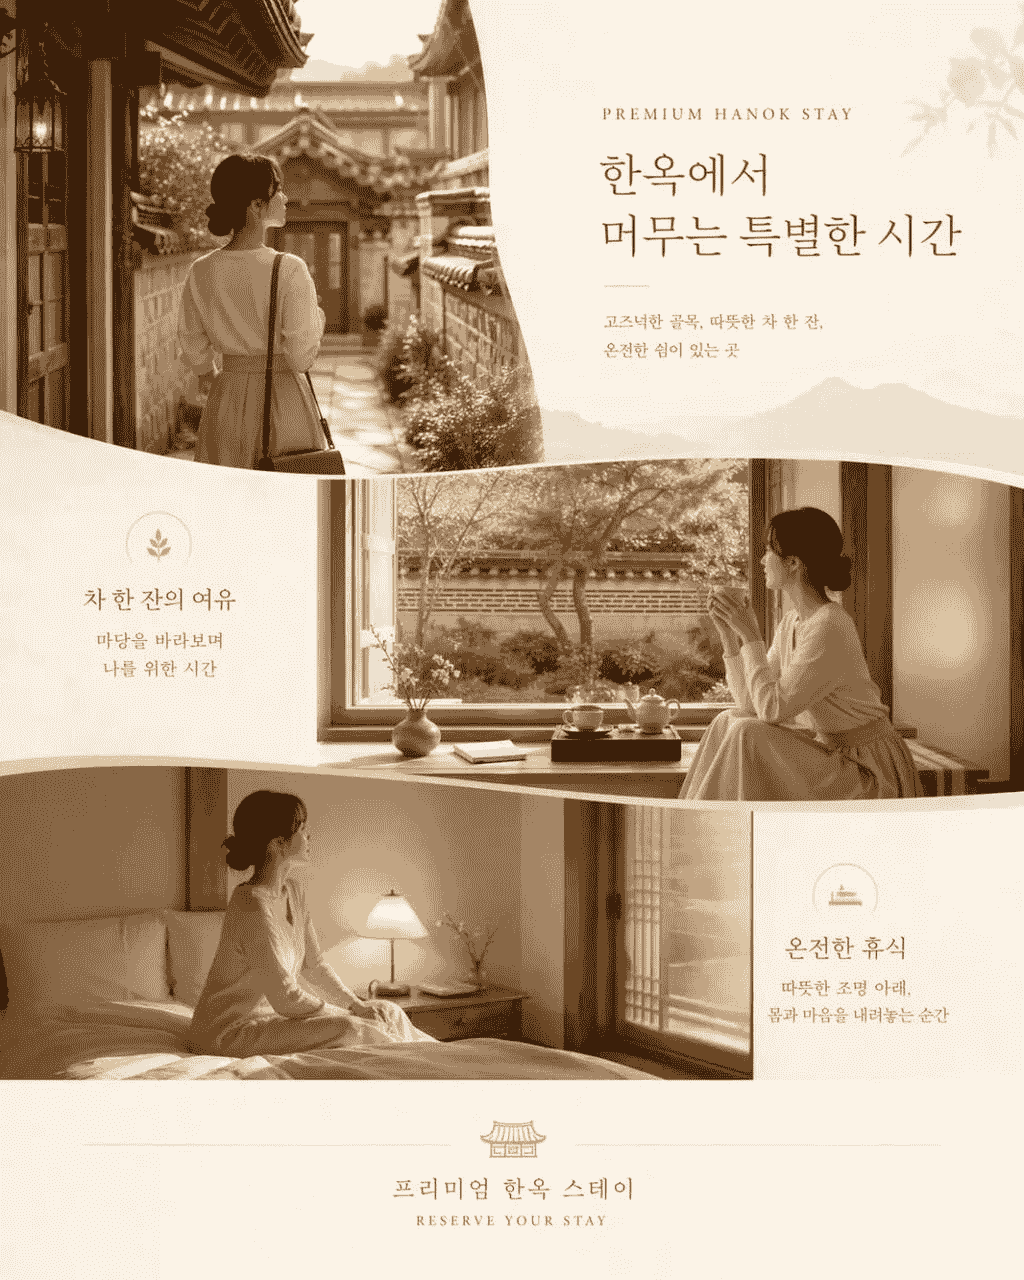 PREMIUM HANOK STAY
한옥에서
머무는 특별한 시간
고즈넉한 골목, 따뜻한 차 한 잔,
온전한 쉼이 있는 곳
차 한 잔의 여유
마당을 바라보며
나를 위한 시간
온전한 휴식
따뜻한 조명 아래,
몸과 마음을 내려놓는 순간
프리미엄 한옥 스테이
RESERVE YOUR STAY